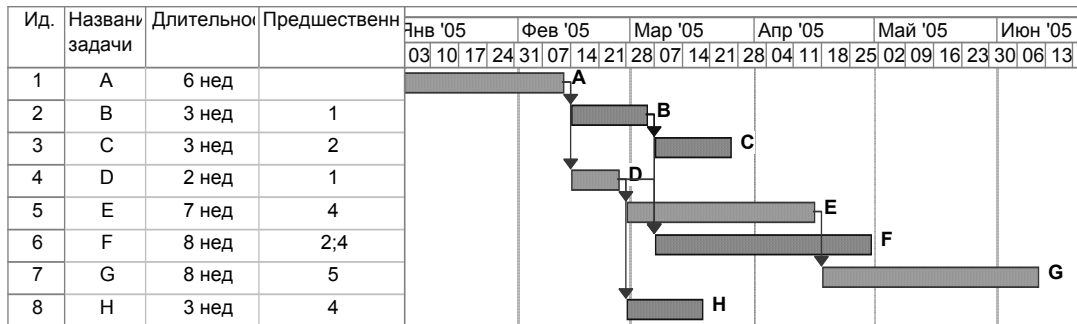 Ид. Названи Длительнос Предшественн
задачи
Янв '05 Фев '05 Мар '05 Апр '05 Май '05 Июн '05
03 10 17 24 31 07 14 21 28 07 14 21 28 04 11 18 25 02 09 16 23 30 06 13
1 A 6 нед A
2 B 3 нед 1 B
3 C 3 нед 2 C
4 D 2 нед 1 D
5 E 7 нед 4 E
6 F 8 нед 2;4 F
7 G 8 нед 5 G
8 H 3 нед 4 H